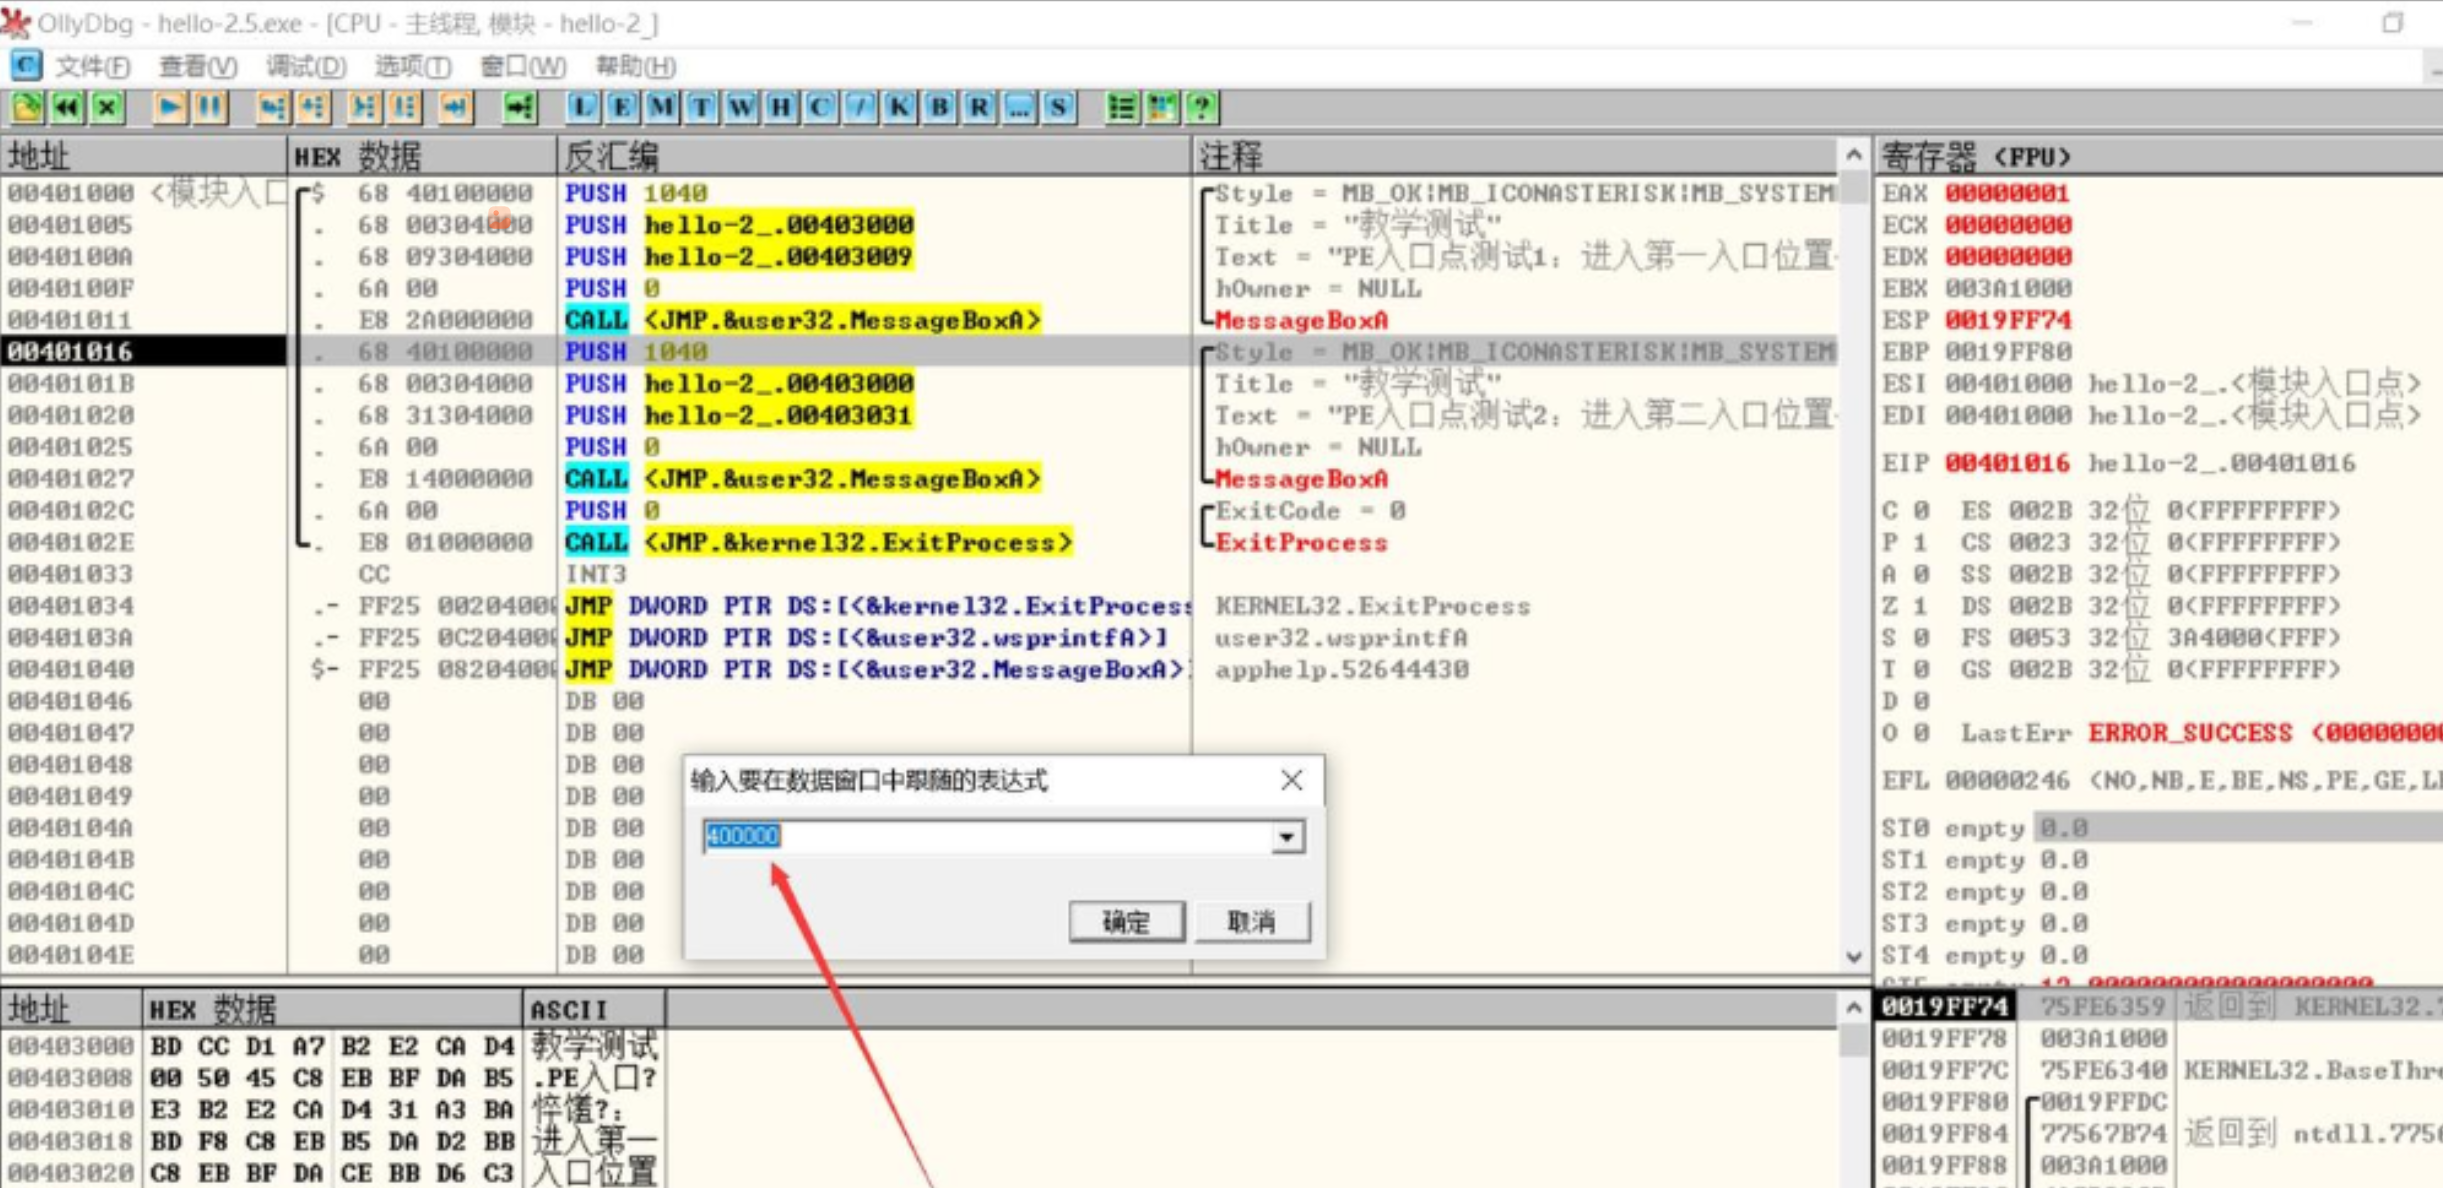 OllyDbg - hello-2.5.exe - [CPU - 主线程, 模块 - hello-2_]
文件(F) 查看(V) 调试(D) 选项(T) 窗口(W) 帮助(H)
L E M T W H C / K B R ... S ?
地址 HEX 数据 反汇编 注释 寄存器 (FPU)
00401000 <模块入口 $ 68 40100000 PUSH 1040 Style = MB_OK|MB_ICONASTERISK|MB_SYSTEM EAX 00000001
00401005 . 68 00304000 PUSH hello-2_.00403000 Title = "教学测试" ECX 00000000
0040100A . 68 09304000 PUSH hello-2_.00403009 Text = "PE入口点测试1：进入第一入口位置 EDX 00000000
0040100F . 6A 00 PUSH 0 hOwner = NULL EBX 003A1000
00401011 . E8 2A000000 CALL <JMP.&user32.MessageBoxA> MessageBoxA ESP 0019FF74
00401016 . 68 40100000 PUSH 1040 Style = MB_OK|MB_ICONASTERISK|MB_SYSTEM EBP 0019FF80
0040101B . 68 00304000 PUSH hello-2_.00403000 Title = "教学测试" ESI 00401000 hello-2_.<模块入口点>
00401020 . 68 31304000 PUSH hello-2_.00403031 Text = "PE入口点测试2：进入第二入口位置 EDI 00401000 hello-2_.<模块入口点>
00401025 . 6A 00 PUSH 0 hOwner = NULL
00401027 . E8 14000000 CALL <JMP.&user32.MessageBoxA> MessageBoxA EIP 00401016 hello-2_.00401016
0040102C . 6A 00 PUSH 0 ExitCode = 0 C 0 ES 002B 32位 0(FFFFFFFF)
0040102E . E8 01000000 CALL <JMP.&kernel32.ExitProcess> ExitProcess P 1 CS 0023 32位 0(FFFFFFFF)
00401033 CC INT3 A 0 SS 002B 32位 0(FFFFFFFF)
00401034 .- FF25 00204000 JMP DWORD PTR DS:[<&kernel32.ExitProcess KERNEL32.ExitProcess Z 1 DS 002B 32位 0(FFFFFFFF)
0040103A .- FF25 0C204000 JMP DWORD PTR DS:[<&user32.wsprintfA>] user32.wsprintfA S 0 FS 0053 32位 3A4000(FFF)
00401040 $- FF25 08204000 JMP DWORD PTR DS:[<&user32.MessageBoxA>] apphelp.52644430 T 0 GS 002B 32位 0(FFFFFFFF)
00401046 00 DB 00 D 0
00401047 00 DB 00 O 0 LastErr ERROR_SUCCESS (00000000
00401048 00 DB 00
00401049 00 DB 00 EFL 00000246 (NO,NB,E,BE,NS,PE,GE,LE
0040104A 00 DB 00 ST0 empty 0.0
0040104B 00 DB 00 ST1 empty 0.0
0040104C 00 DB 00 ST2 empty 0.0
0040104D 00 DB 00 ST3 empty 0.0
0040104E 00 DB 00 ST4 empty 0.0
输入要在数据窗口中跟随的表达式
400000
确定 取消
地址 HEX 数据 ASCII
00403000 BD CC D1 A7 B2 E2 CA D4 教学测试
00403008 00 50 45 C8 EB BF DA B5 .PE入口?
00403010 E3 B2 E2 CA D4 31 A3 BA ?:
00403018 BD F8 C8 EB B5 DA D2 BB 进入第一
00403020 C8 EB BF DA CE BB D6 C3 入口位置
0019FF74 75FE6359 返回到 KERNEL32.7
0019FF78 003A1000
0019FF7C 75FE6340 KERNEL32.BaseThre
0019FF80 0019FFDC
0019FF84 77567B74 返回到 ntdll.7756
0019FF88 003A1000